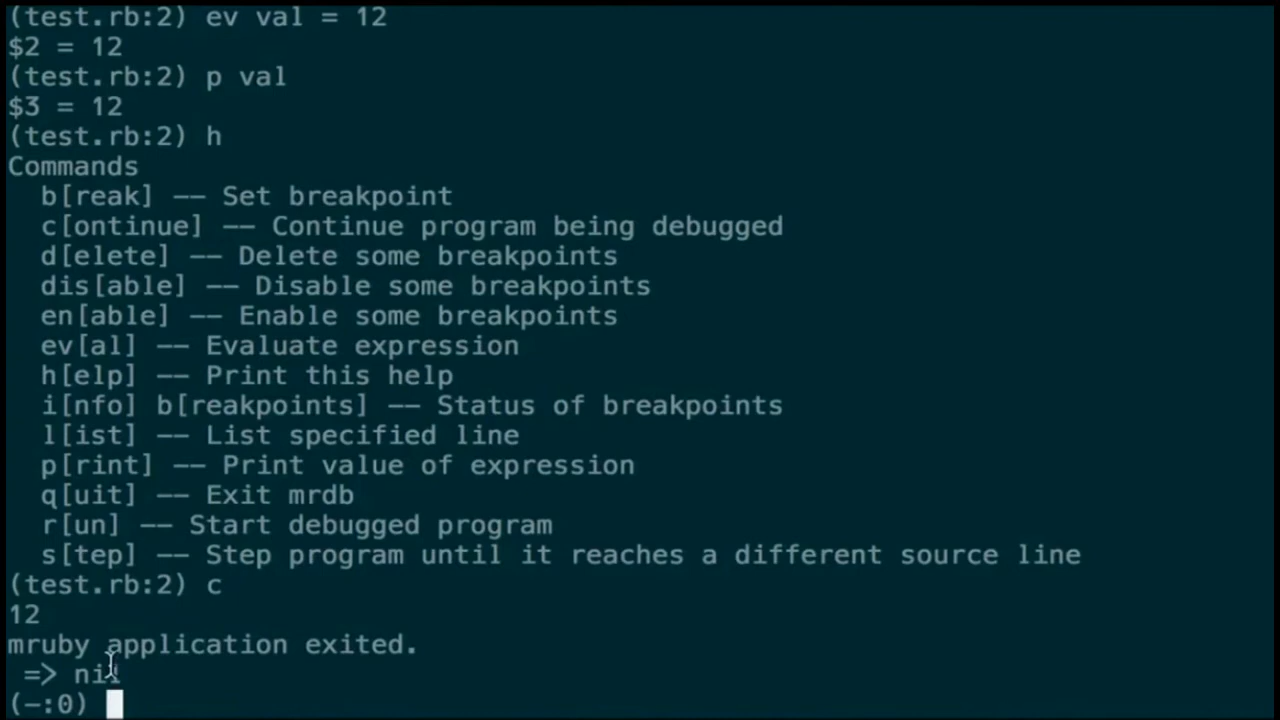 (test.rb:2) ev val = 12
$2 = 12
(test.rb:2) p val
$3 = 12
(test.rb:2) h
Commands
  b[reak] –– Set breakpoint
  c[ontinue] –– Continue program being debugged
  d[elete] –– Delete some breakpoints
  dis[able] –– Disable some breakpoints
  en[able] –– Enable some breakpoints
  ev[al] –– Evaluate expression
  h[elp] –– Print this help
  i[nfo] b[reakpoints] –– Status of breakpoints
  l[ist] –– List specified line
  p[rint] –– Print value of expression
  q[uit] –– Exit mrdb
  r[un] –– Start debugged program
  s[tep] –– Step program until it reaches a different source line
(test.rb:2) c
12
mruby application exited.
 => nil
(-:0)